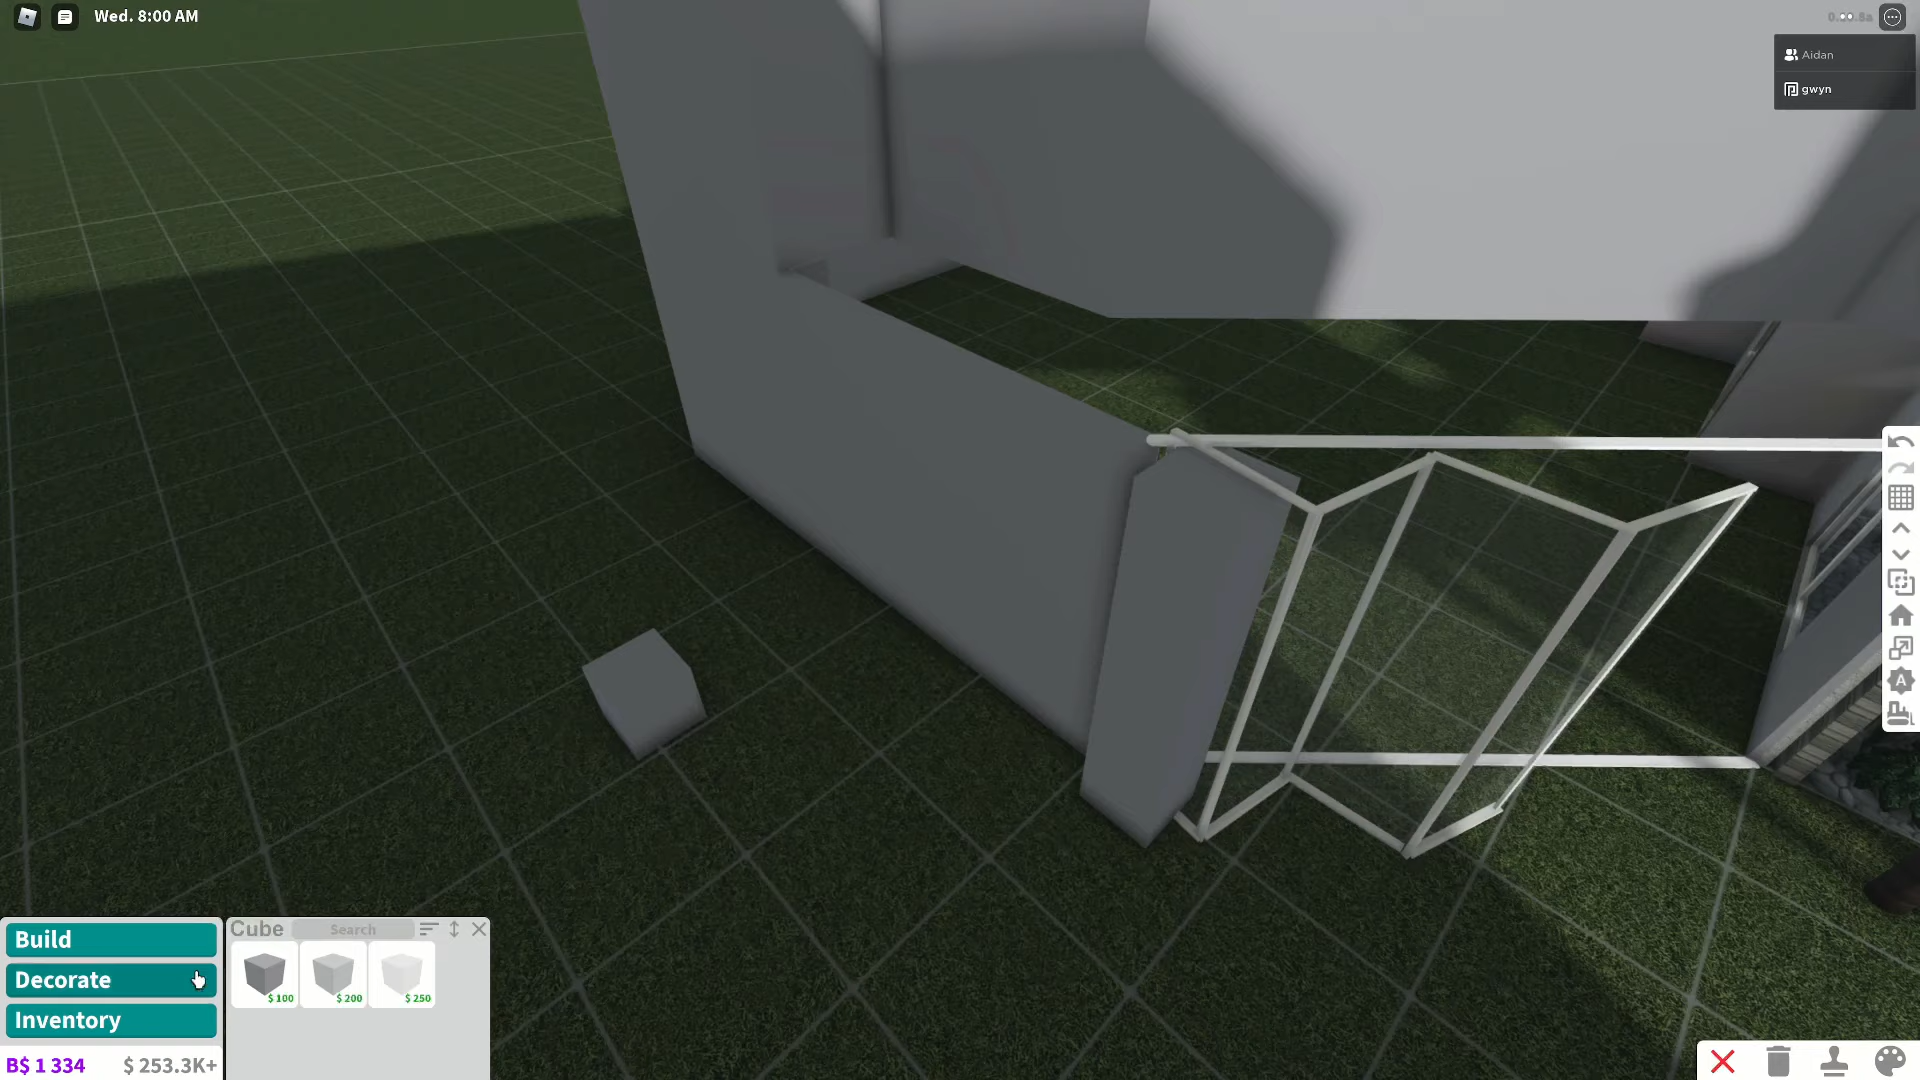 Wed. 8:00 AM
Aidan
gwyn
A
Build
Decorate
Inventory
B$ 1 334
$ 253.3K+
Cube
Search
$ 100
$ 200
$ 250